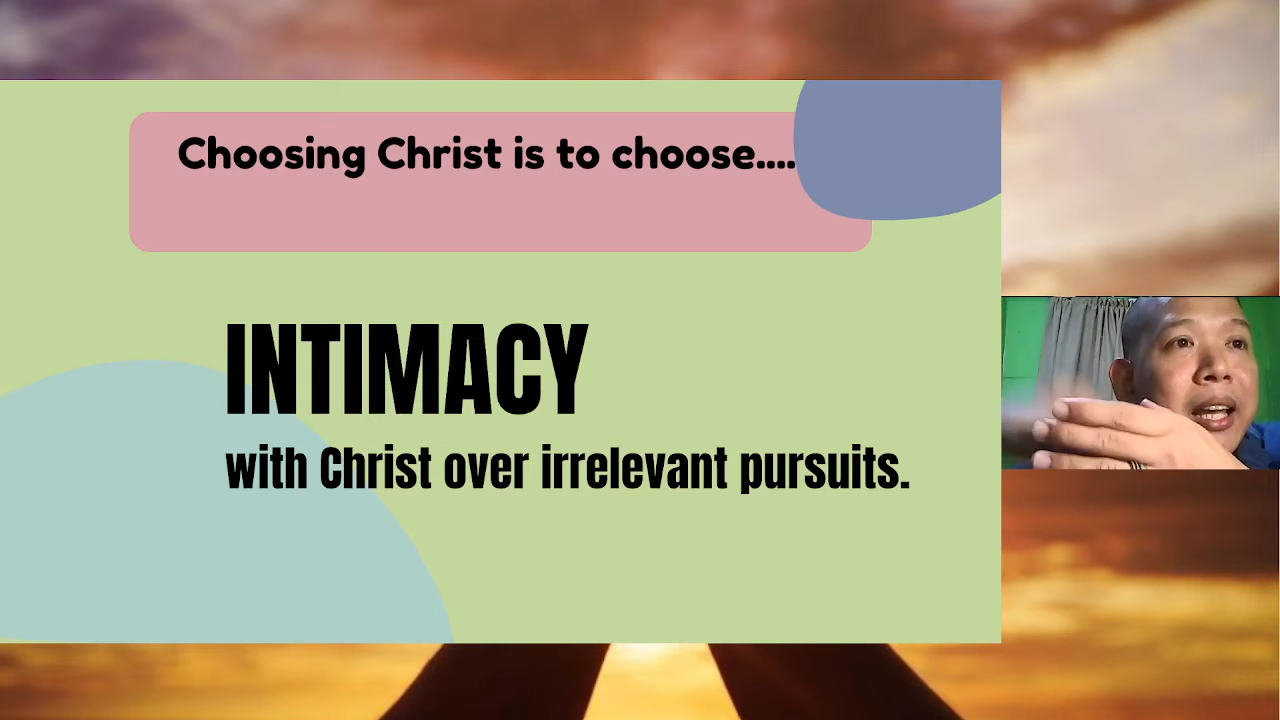 Choosing Christ is to choose....
INTIMACY
with Christ over irrelevant pursuits.